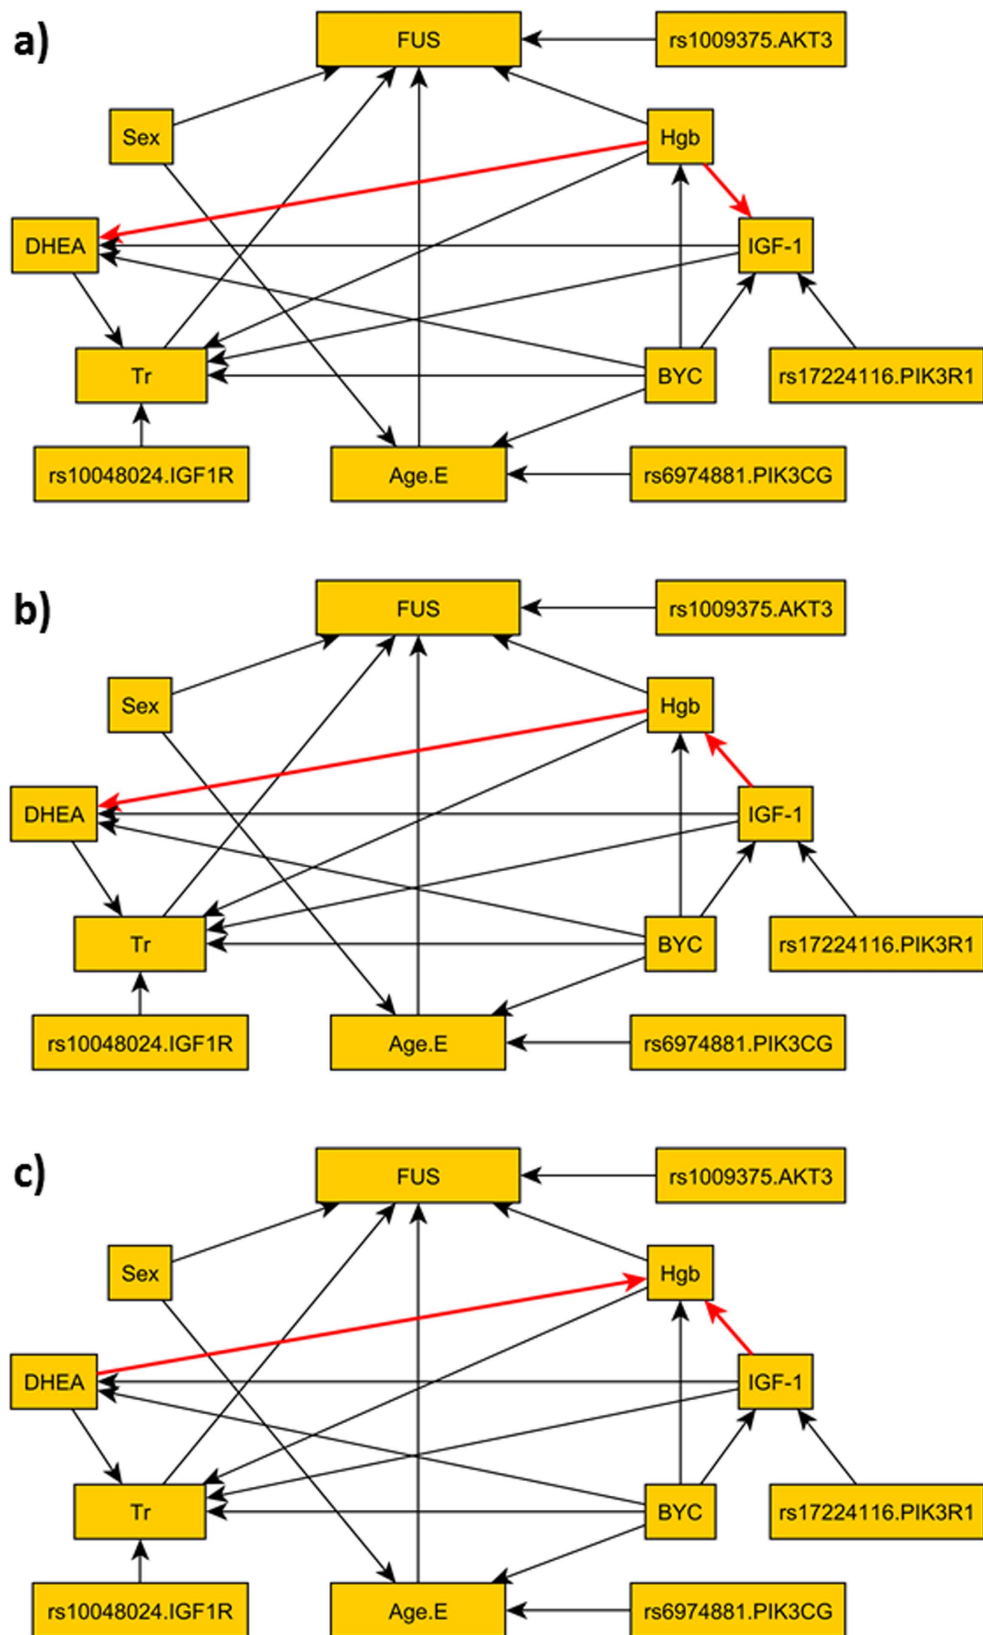 a)
FUS
rs1009375.AKT3
Sex
Hgb
DHEA
IGF-1
Tr
BYC
rs17224116.PIK3R1
rs10048024.IGF1R
Age.E
rs6974881.PIK3CG
b)
FUS
rs1009375.AKT3
Sex
Hgb
DHEA
IGF-1
Tr
BYC
rs17224116.PIK3R1
rs10048024.IGF1R
Age.E
rs6974881.PIK3CG
c)
FUS
rs1009375.AKT3
Sex
Hgb
DHEA
IGF-1
Tr
BYC
rs17224116.PIK3R1
rs10048024.IGF1R
Age.E
rs6974881.PIK3CG